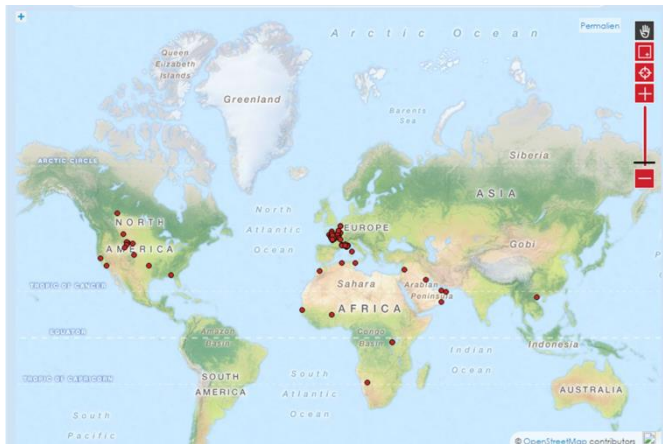 Permalien
Arctic Ocean
Queen
Elizabeth
Islands
Greenland
Barents
Sea
Siberia
ARCTIC CIRCLE
ASIA
NORTH
AMERICA
North
Atlantic
Ocean
EUROPE
Gobi
TROPIC OF CANCER
Sahara
Arabian
Peninsula
AFRICA
EQUATOR
Amazon
Basin
Congo
Basin
Indian
Ocean
Indonesia
TROPIC OF CAPRICORN
SOUTH
AMERICA
South
Atlantic
Ocean
AUSTRALIA
South
Pacific
© OpenStreetMap contributors